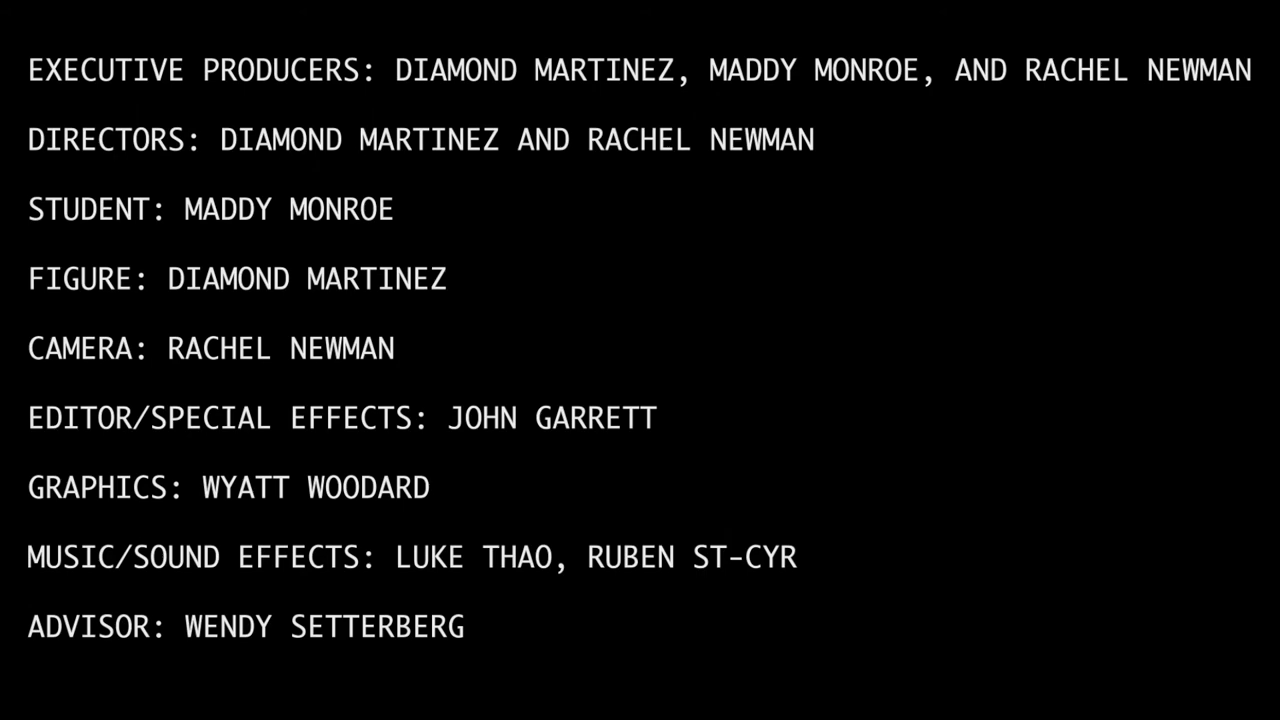 EXECUTIVE PRODUCERS: DIAMOND MARTINEZ, MADDY MONROE, AND RACHEL NEWMAN
DIRECTORS: DIAMOND MARTINEZ AND RACHEL NEWMAN
STUDENT: MADDY MONROE
FIGURE: DIAMOND MARTINEZ
CAMERA: RACHEL NEWMAN
EDITOR/SPECIAL EFFECTS: JOHN GARRETT
GRAPHICS: WYATT WOODARD
MUSIC/SOUND EFFECTS: LUKE THAO, RUBEN ST-CYR
ADVISOR: WENDY SETTERBERG